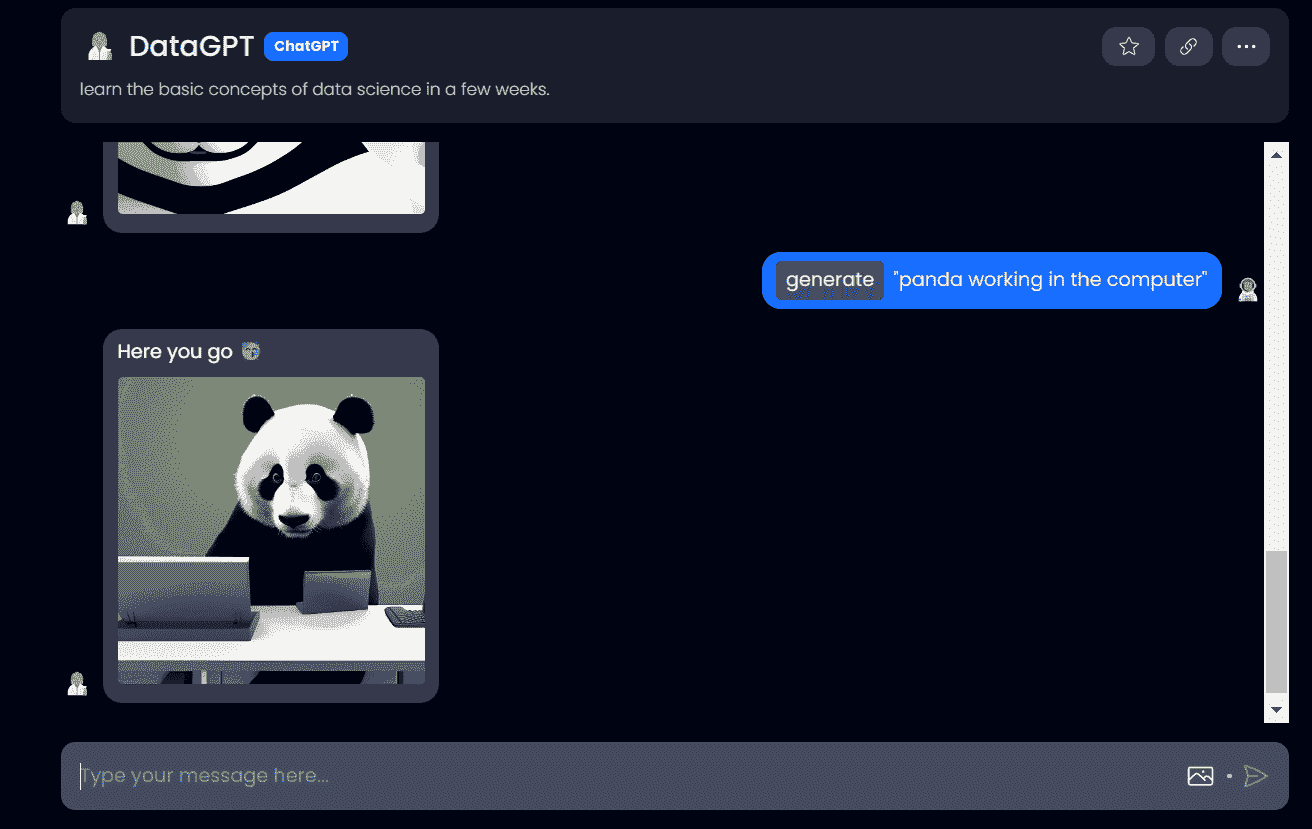 DataGPT ChatGPT
learn the basic concepts of data science in a few weeks.
generate "panda working in the computer"
Here you go
Type your message here...